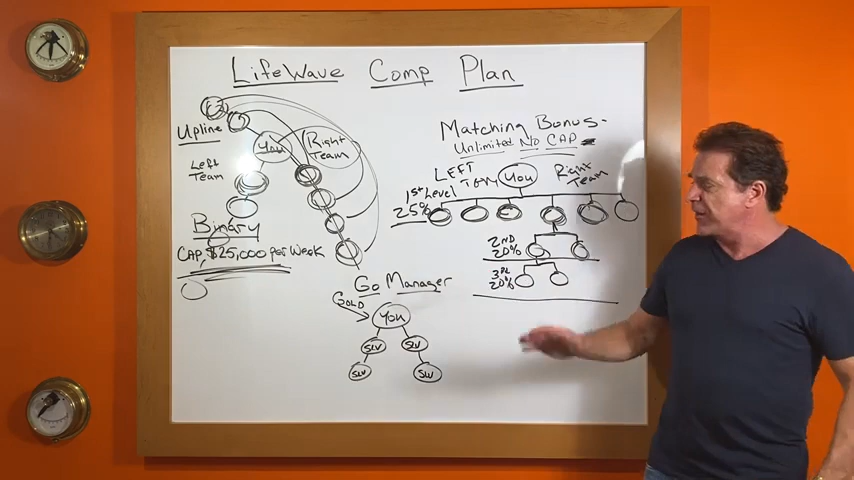 LifeWave Comp Plan
Upline
You
Right
Team
Left
Team
Binary
CAP, $25,000 per Week
Matching Bonus-
Unlimited NO CAP
LEFT
TEAM
You
Right
Team
1st Level
25%
2ND
20%
3RD
20%
Go Manager
GOLD
You
SLV
SLV
SLV
SLV